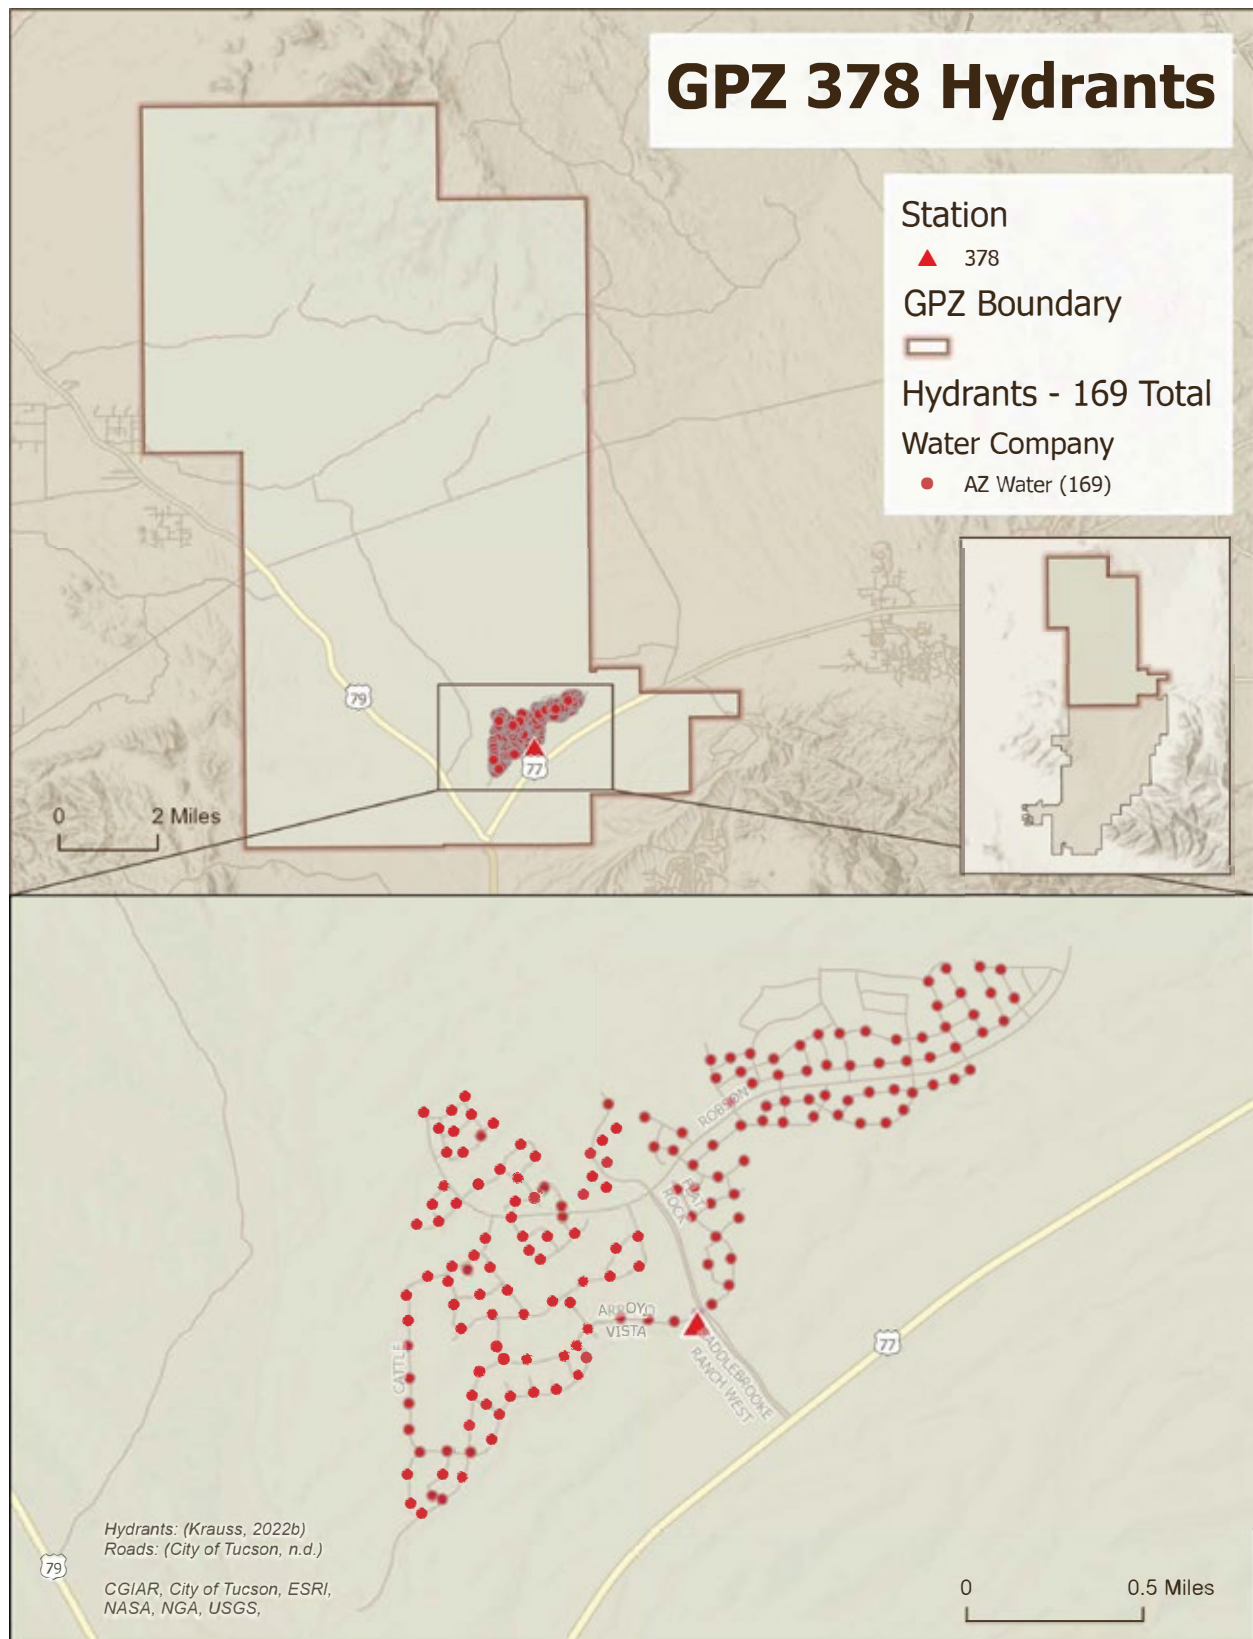 GPZ 378 Hydrants
Station
378
GPZ Boundary
Hydrants - 169 Total
Water Company
AZ Water (169)
79
77
0 2 Miles
ROBSON
FLAT
ROCK
ARROYO
VISTA
CATTLE
ADDLEBROOKE
RANCH WEST
77
79
Hydrants: (Krauss, 2022b)
Roads: (City of Tucson, n.d.)
CGIAR, City of Tucson, ESRI,
NASA, NGA, USGS,
0 0.5 Miles